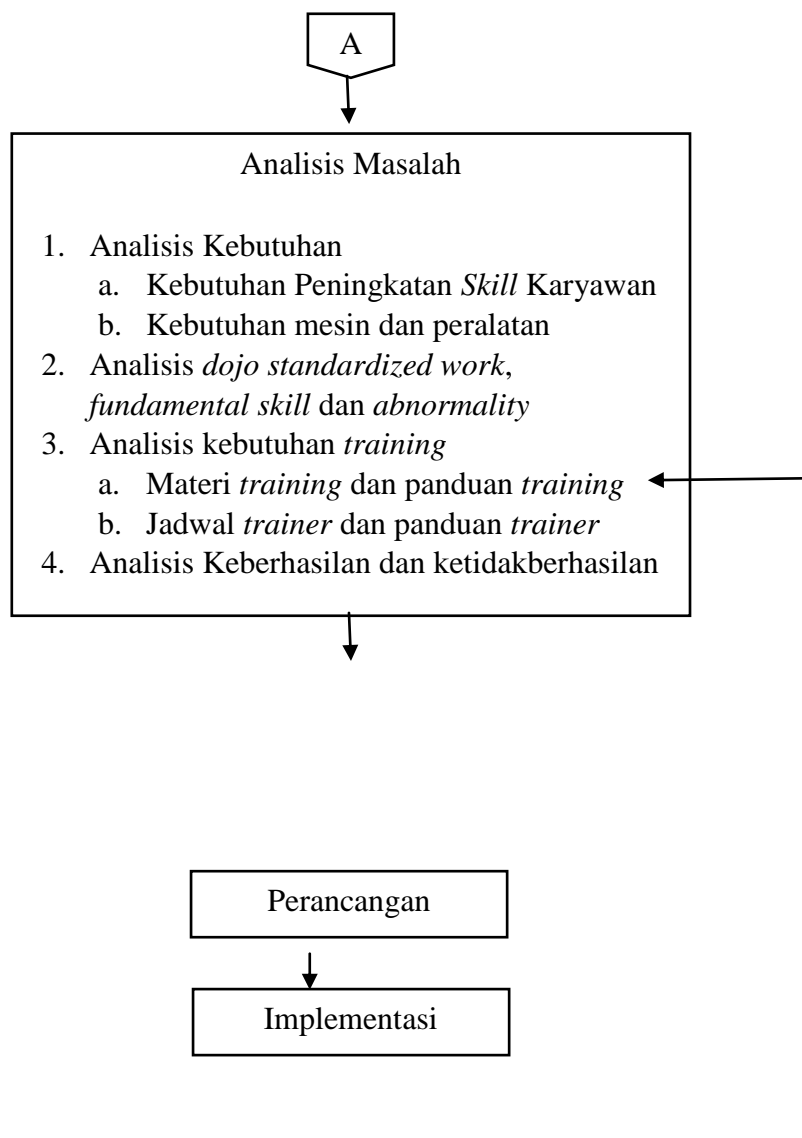 A
Analisis Masalah
1. Analisis Kebutuhan
a. Kebutuhan Peningkatan Skill Karyawan
b. Kebutuhan mesin dan peralatan
2. Analisis dojo standardized work,
fundamental skill dan abnormality
3. Analisis kebutuhan training
a. Materi training dan panduan training
b. Jadwal trainer dan panduan trainer
4. Analisis Keberhasilan dan ketidakberhasilan
Perancangan
Implementasi